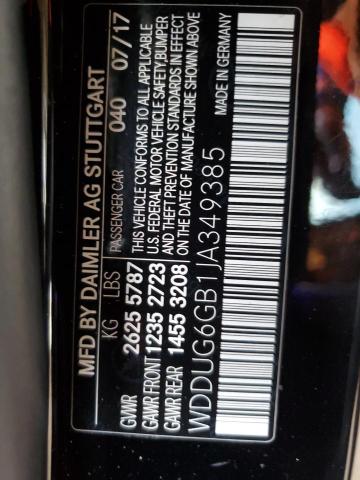 MFD BY DAIMLER AG STUTTGART
KG LBS PASSENGER CAR 040 07/17
GVWR 2625 5787
GAWR FRONT 1235 2723
GAWR REAR 1455 3208
THIS VEHICLE CONFORMS TO ALL APPLICABLE
U.S. FEDERAL MOTOR VEHICLE SAFETY,BUMPER
AND THEFT PREVENTION STANDARDS IN EFFECT
ON THE DATE OF MANUFACTURE SHOWN ABOVE
WDDUG6GB1JA349385 MADE IN GERMANY